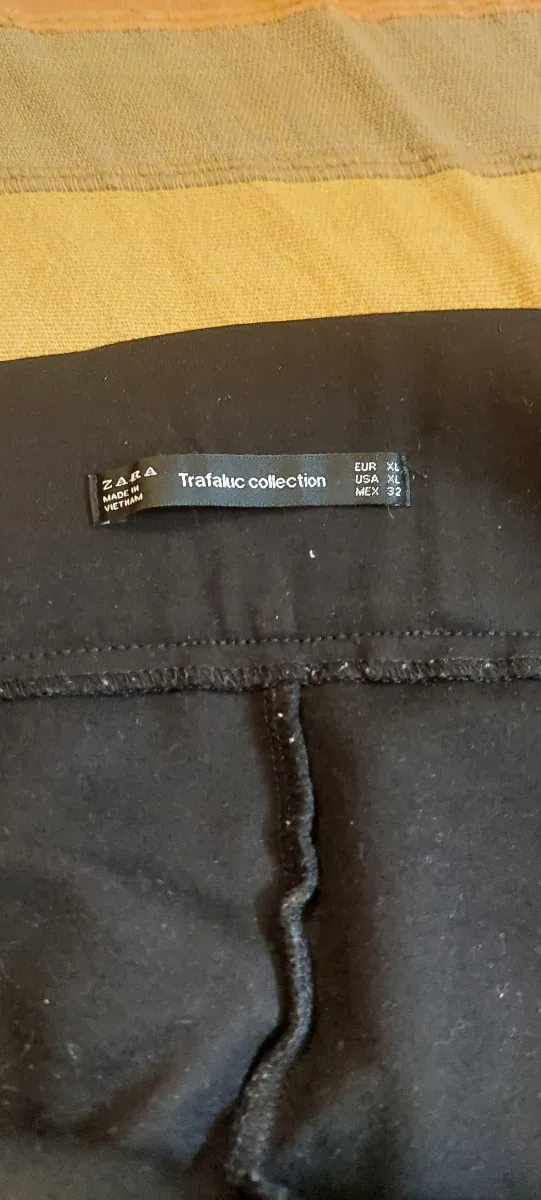 ZARA
MADE IN
VIETNAM
Trafaluc collection
EUR XL
USA XL
MEX 32